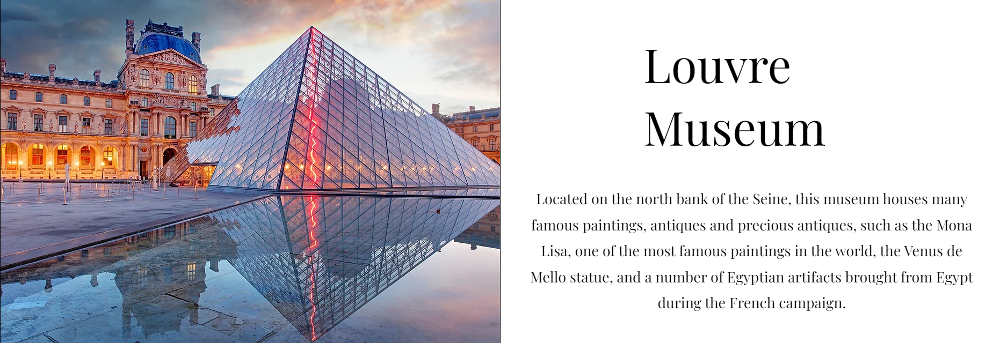 Louvre
Museum
Located on the north bank of the Seine, this museum houses many
famous paintings, antiques and precious antiques, such as the Mona
Lisa, one of the most famous paintings in the world, the Venus de
Mello statue, and a number of Egyptian artifacts brought from Egypt
during the French campaign.